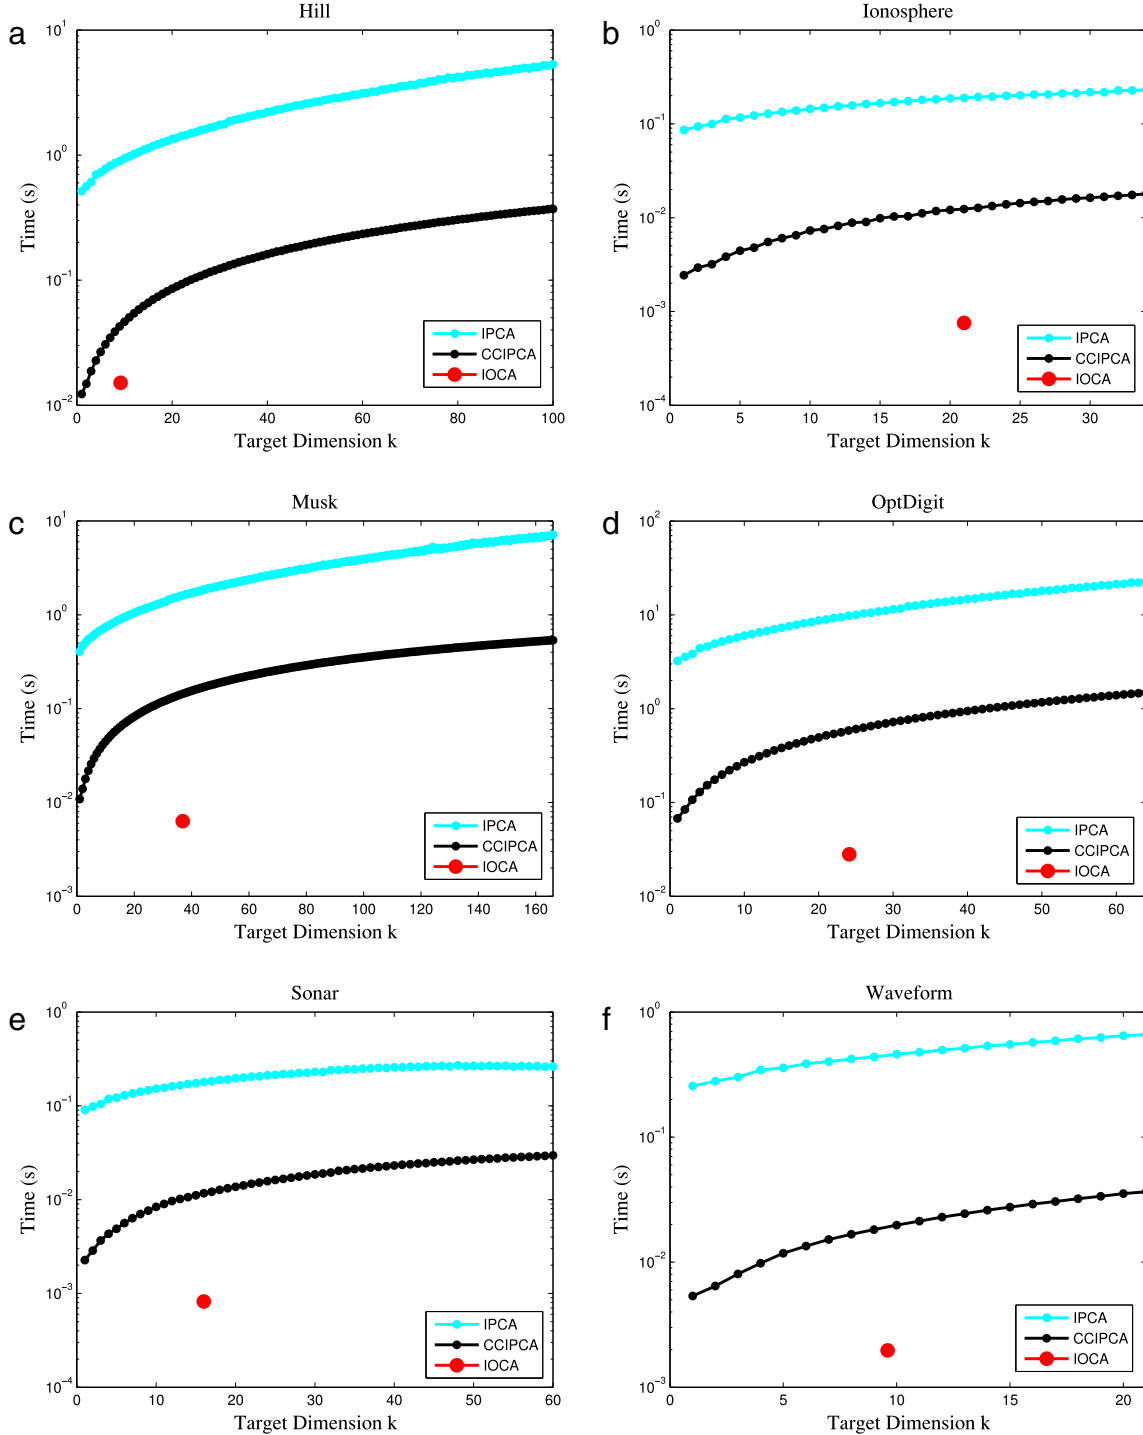 a
Hill
10^1
10^0
10^-1
10^-2
Time (s)
0 20 40 60 80 100
Target Dimension k
IPCA
CCIPCA
IOCA
b
Ionosphere
10^0
10^-1
10^-2
10^-3
10^-4
Time (s)
0 5 10 15 20 25 30
Target Dimension k
IPCA
CCIPCA
IOCA
c
Musk
10^1
10^0
10^-1
10^-2
10^-3
Time (s)
0 20 40 60 80 100 120 140 160
Target Dimension k
IPCA
CCIPCA
IOCA
d
OptDigit
10^2
10^1
10^0
10^-1
10^-2
Time (s)
0 10 20 30 40 50 60
Target Dimension k
IPCA
CCIPCA
IOCA
e
Sonar
10^0
10^-1
10^-2
10^-3
10^-4
Time (s)
0 10 20 30 40 50 60
Target Dimension k
IPCA
CCIPCA
IOCA
f
Waveform
10^0
10^-1
10^-2
10^-3
Time (s)
5 10 15 20
Target Dimension k
IPCA
CCIPCA
IOCA